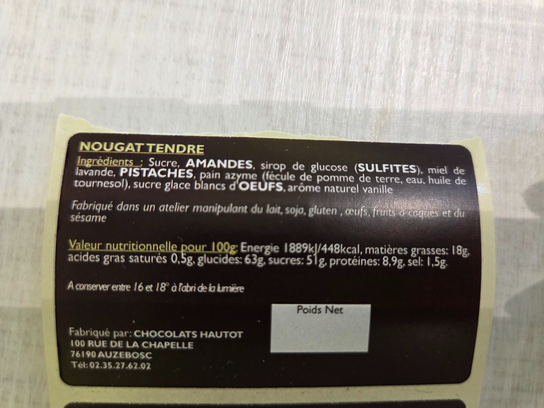 NOUGAT TENDRE
Ingrédients : Sucre, AMANDES, sirop de glucose (SULFITES), miel de
lavande, PISTACHES, pain azyme (fécule de pomme de terre, eau, huile de
tournesol), sucre glace blancs d'OEUFS, arôme naturel vanille
Fabriqué dans un atelier manipulant du lait, soja, gluten , œufs, fruits à coques et du
sésame
Valeur nutritionnelle pour 100g: Energie 1889kJ/448kcal, matières grasses: 18g,
acides gras saturés 0,5g, glucides: 63g, sucres: 51g, protéines: 8,9g, sel: 1,5g.
A conserver entre 16 et 18° à l'abri de la lumière
Poids Net
Fabriqué par: CHOCOLATS HAUTOT
100 RUE DE LA CHAPELLE
76190 AUZEBOSC
Tél: 02.35.27.62.02